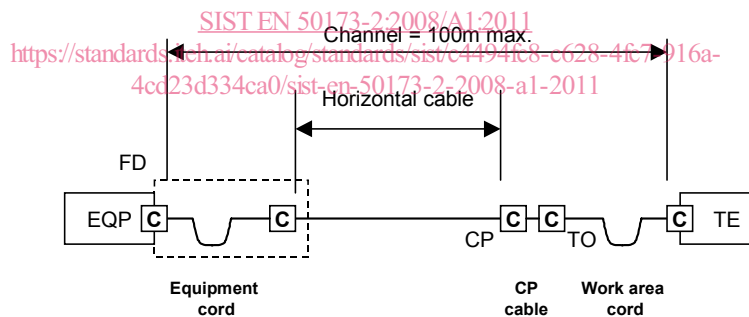 SIST EN 50173-2:2008/A1:2011
Channel = 100m max.
https://standards.iteh.ai/catalog/standards/sist/c4494fc8-c628-4fc7-916a-
4cd23d334ca0/sist-en-50173-2-2008-a1-2011
Horizontal cable
FD
EQP C C C C C TE
CP TO
Equipment cord
CP cable
Work area cord